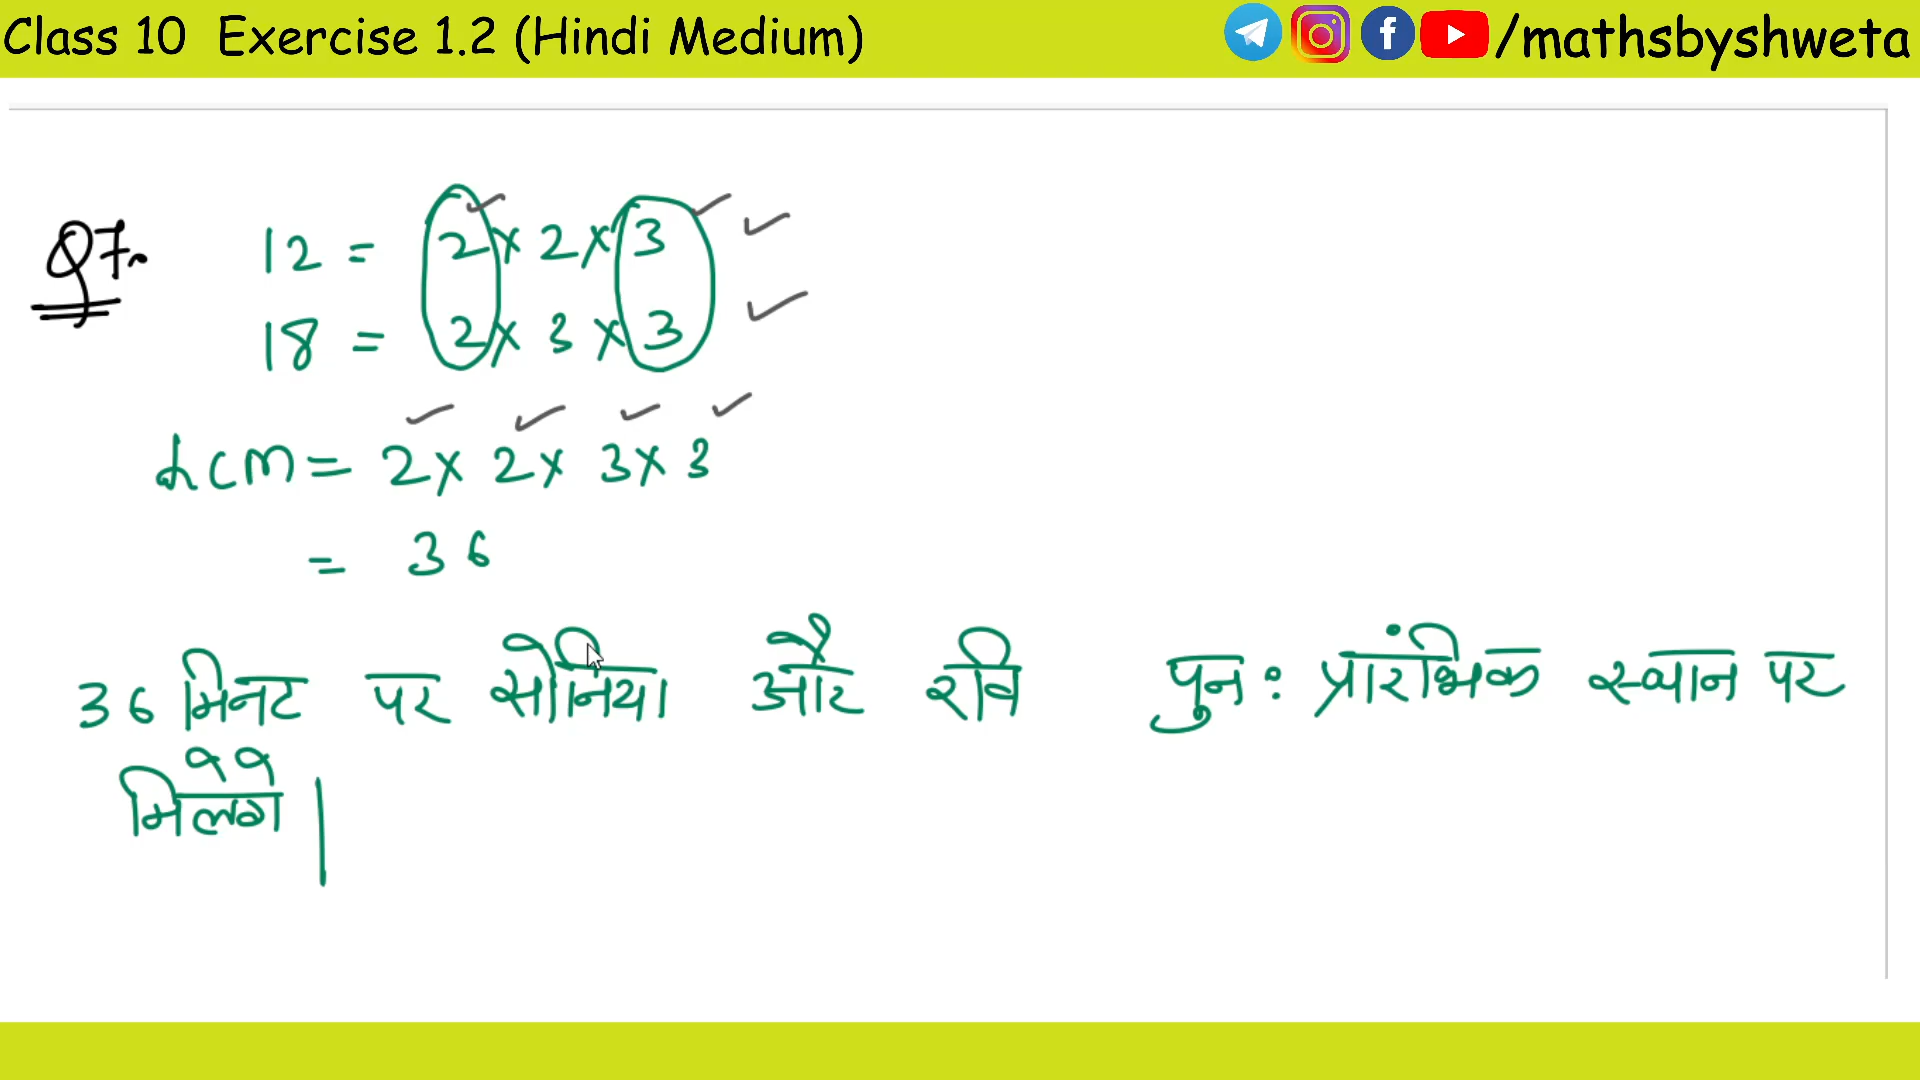 Class 10 Exercise 1.2 (Hindi Medium)
/mathsbyshweta
Q7.
12 = 2 x 2 x 3
18 = 2 x 3 x 3
LCM = 2 x 2 x 3 x 3
= 36
36 मिनट पर सोनिया और रवि पुनः प्रारंभिक स्थान पर
मिलेंगे |